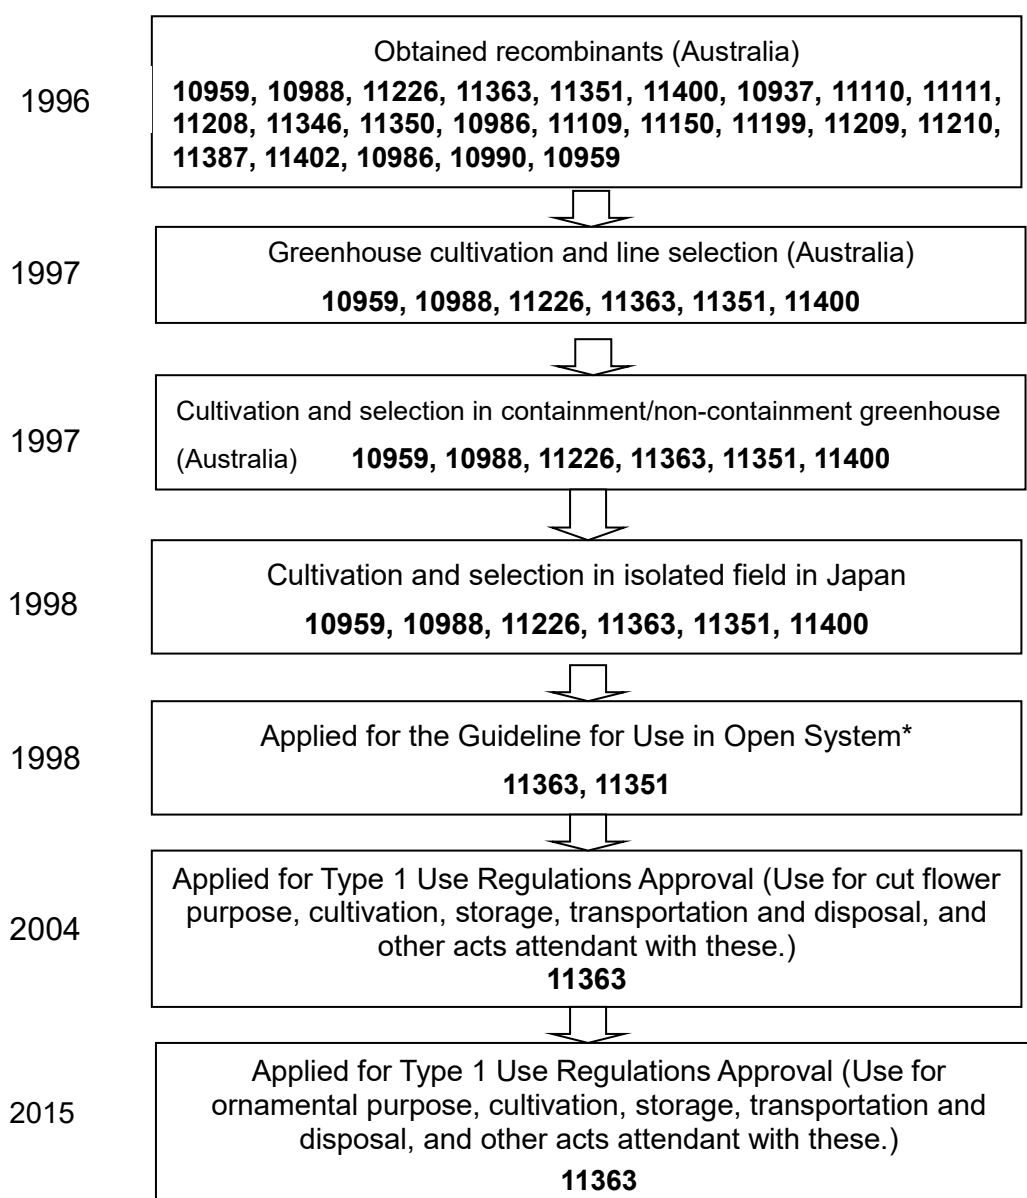 Obtained recombinants (Australia)
1996
10959, 10988, 11226, 11363, 11351, 11400, 10937, 11110, 11111,
11208, 11346, 11350, 10986, 11109, 11150, 11199, 11209, 11210,
11387, 11402, 10986, 10990, 10959
1997
Greenhouse cultivation and line selection (Australia)
10959, 10988, 11226, 11363, 11351, 11400
1997
Cultivation and selection in containment/non-containment greenhouse
(Australia) 10959, 10988, 11226, 11363, 11351, 11400
1998
Cultivation and selection in isolated field in Japan
10959, 10988, 11226, 11363, 11351, 11400
1998
Applied for the Guideline for Use in Open System*
11363, 11351
2004
Applied for Type 1 Use Regulations Approval (Use for cut flower
purpose, cultivation, storage, transportation and disposal, and
other acts attendant with these.)
11363
2015
Applied for Type 1 Use Regulations Approval (Use for
ornamental purpose, cultivation, storage, transportation and
disposal, and other acts attendant with these.)
11363